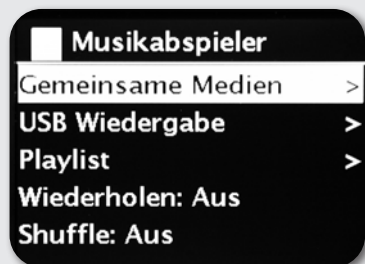 Musikabspieler
Gemeinsame Medien >
USB Wiedergabe >
Playlist >
Wiederholen: Aus
Shuffle: Aus